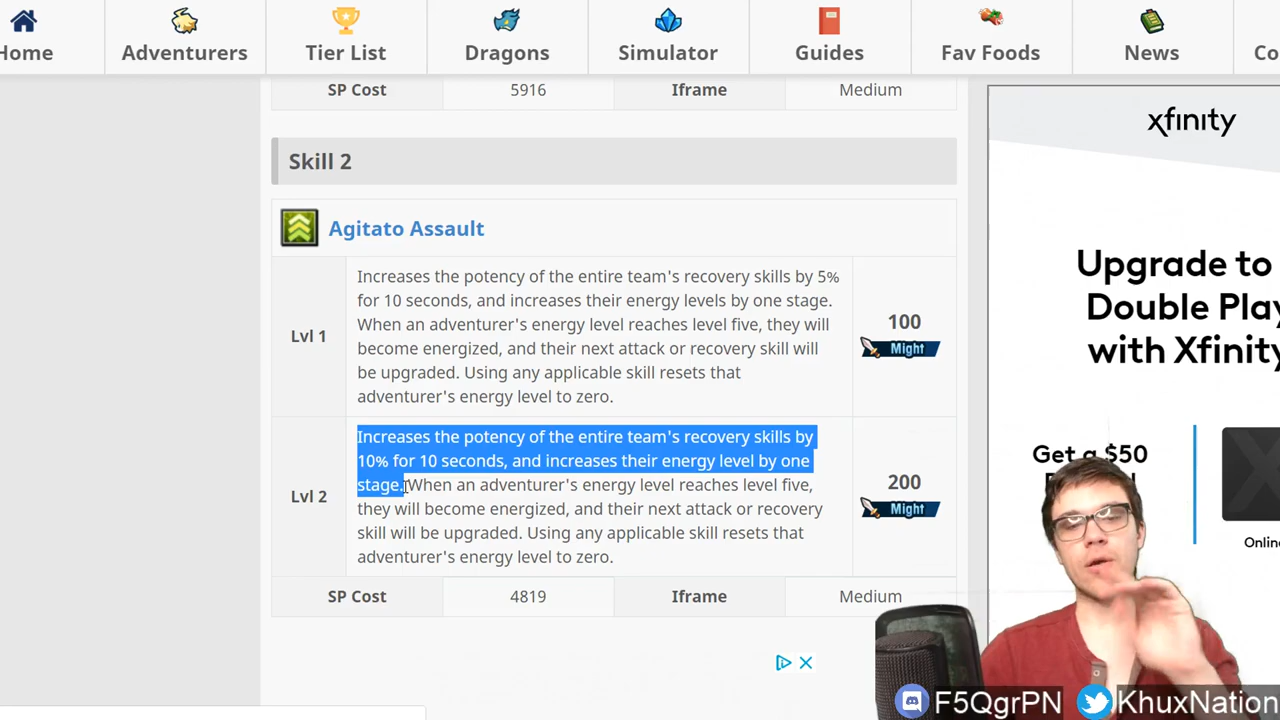 Home
Adventurers
Tier List
Dragons
Simulator
Guides
Fav Foods
News
Co
SP Cost
5916
Iframe
Medium
xfinity
Skill 2
Agitato Assault
Lvl 1
Increases the potency of the entire team's recovery skills by 5%
for 10 seconds, and increases their energy levels by one stage.
When an adventurer's energy level reaches level five, they will
become energized, and their next attack or recovery skill will
be upgraded. Using any applicable skill resets that
adventurer's energy level to zero.
100
Might
Lvl 2
Increases the potency of the entire team's recovery skills by
10% for 10 seconds, and increases their energy level by one
stage. When an adventurer's energy level reaches level five,
they will become energized, and their next attack or recovery
skill will be upgraded. Using any applicable skill resets that
adventurer's energy level to zero.
200
Might
SP Cost
4819
Iframe
Medium
Upgrade to
Double Play
with Xfinity
Get a $50
Online
F5QgrPN
KhuxNation